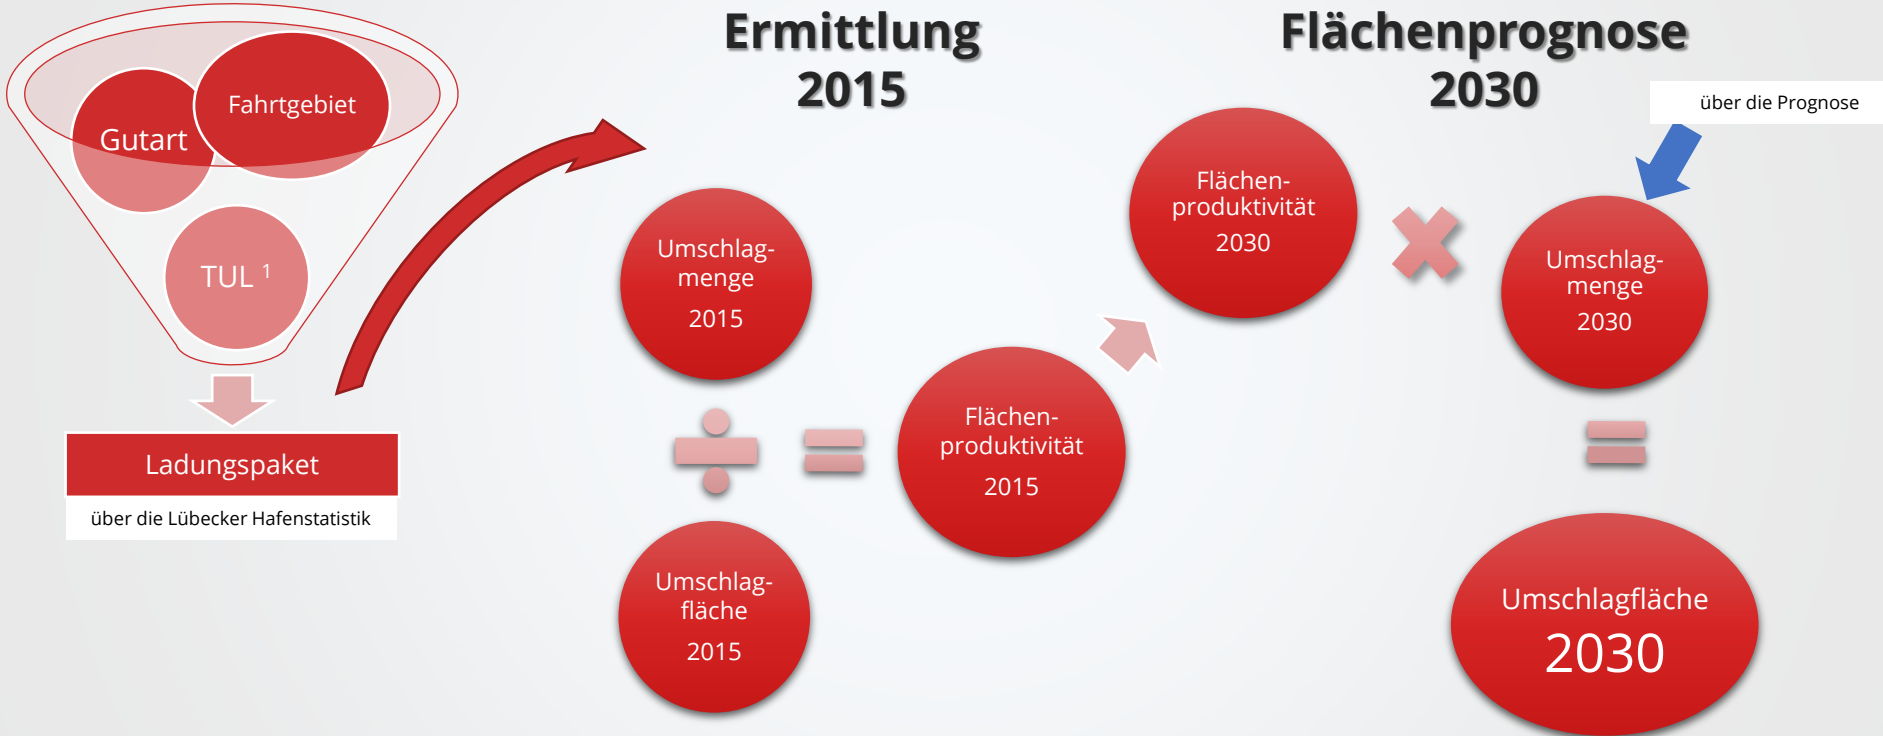 Gutart
Fahrtgebiet
TUL ¹
Ladungspaket
über die Lübecker Hafenstatistik
Ermittlung
2015
Umschlag-
menge
2015
Umschlag-
fläche
2015
Flächen-
produktivität
2015
Flächenprognose
2030
über die Prognose
Flächen-
produktivität
2030
Umschlag-
menge
2030
Umschlagfläche
2030